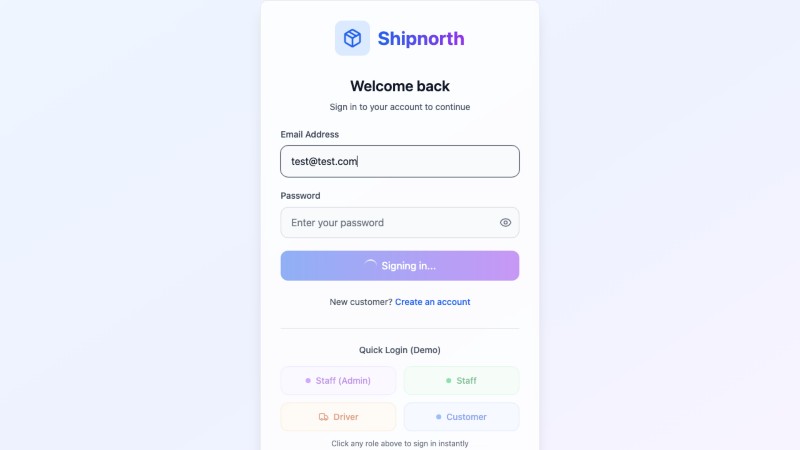 Shipnorth
Welcome back
Sign in to your account to continue
Email Address
test@test.com
Password
Enter your password
Signing in...
New customer? Create an account
Quick Login (Demo)
Staff (Admin)
Staff
Driver
Customer
Click any role above to sign in instantly